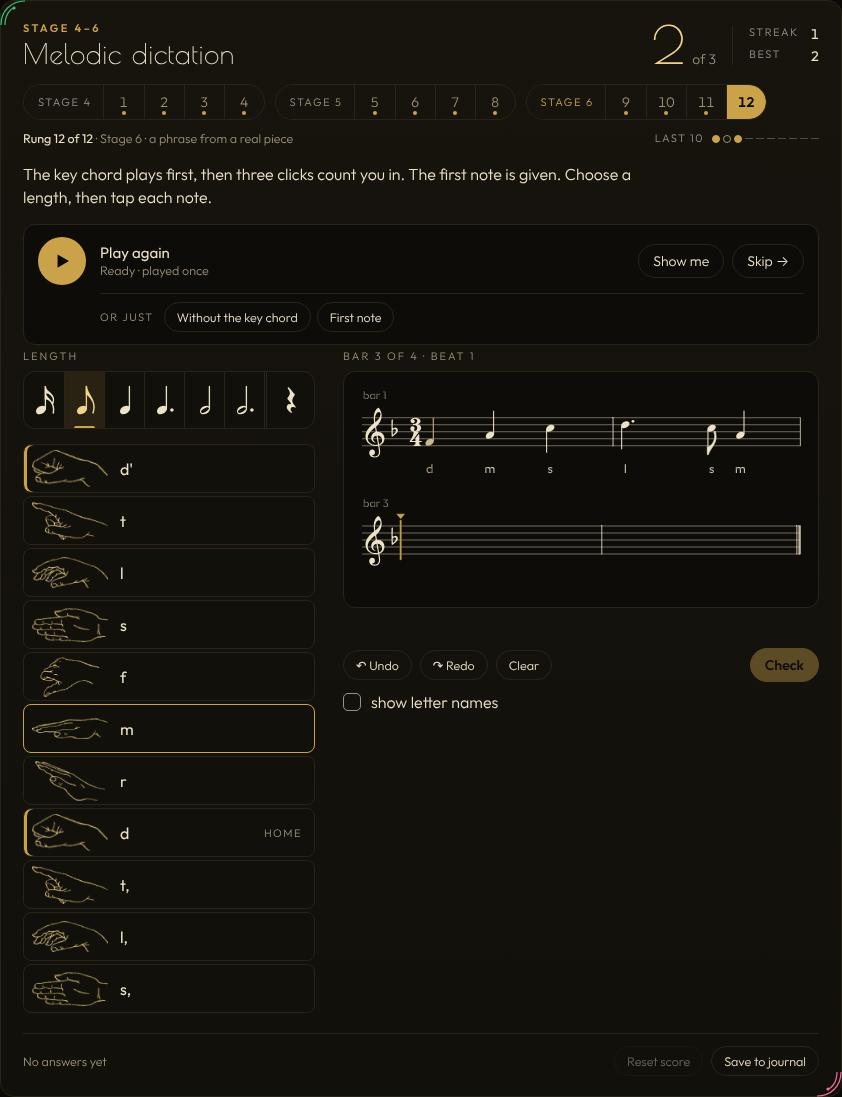 STAGE 4–6
Melodic dictation
2 of 3
STREAK 1
BEST 2
STAGE 4 1 2 3 4 STAGE 5 5 6 7 8 STAGE 6 9 10 11 12
Rung 12 of 12 · Stage 6 · a phrase from a real piece
LAST 10
The key chord plays first, then three clicks count you in. The first note is given. Choose a
length, then tap each note.
Play again
Ready · played once
Show me
Skip →
OR JUST
Without the key chord
First note
LENGTH
d'
t
l
s
f
m
r
d HOME
t,
l,
s,
BAR 3 OF 4 · BEAT 1
bar 1
3
4
d m s l s m
bar 3
↶ Undo
↷ Redo
Clear
Check
show letter names
No answers yet
Reset score
Save to journal